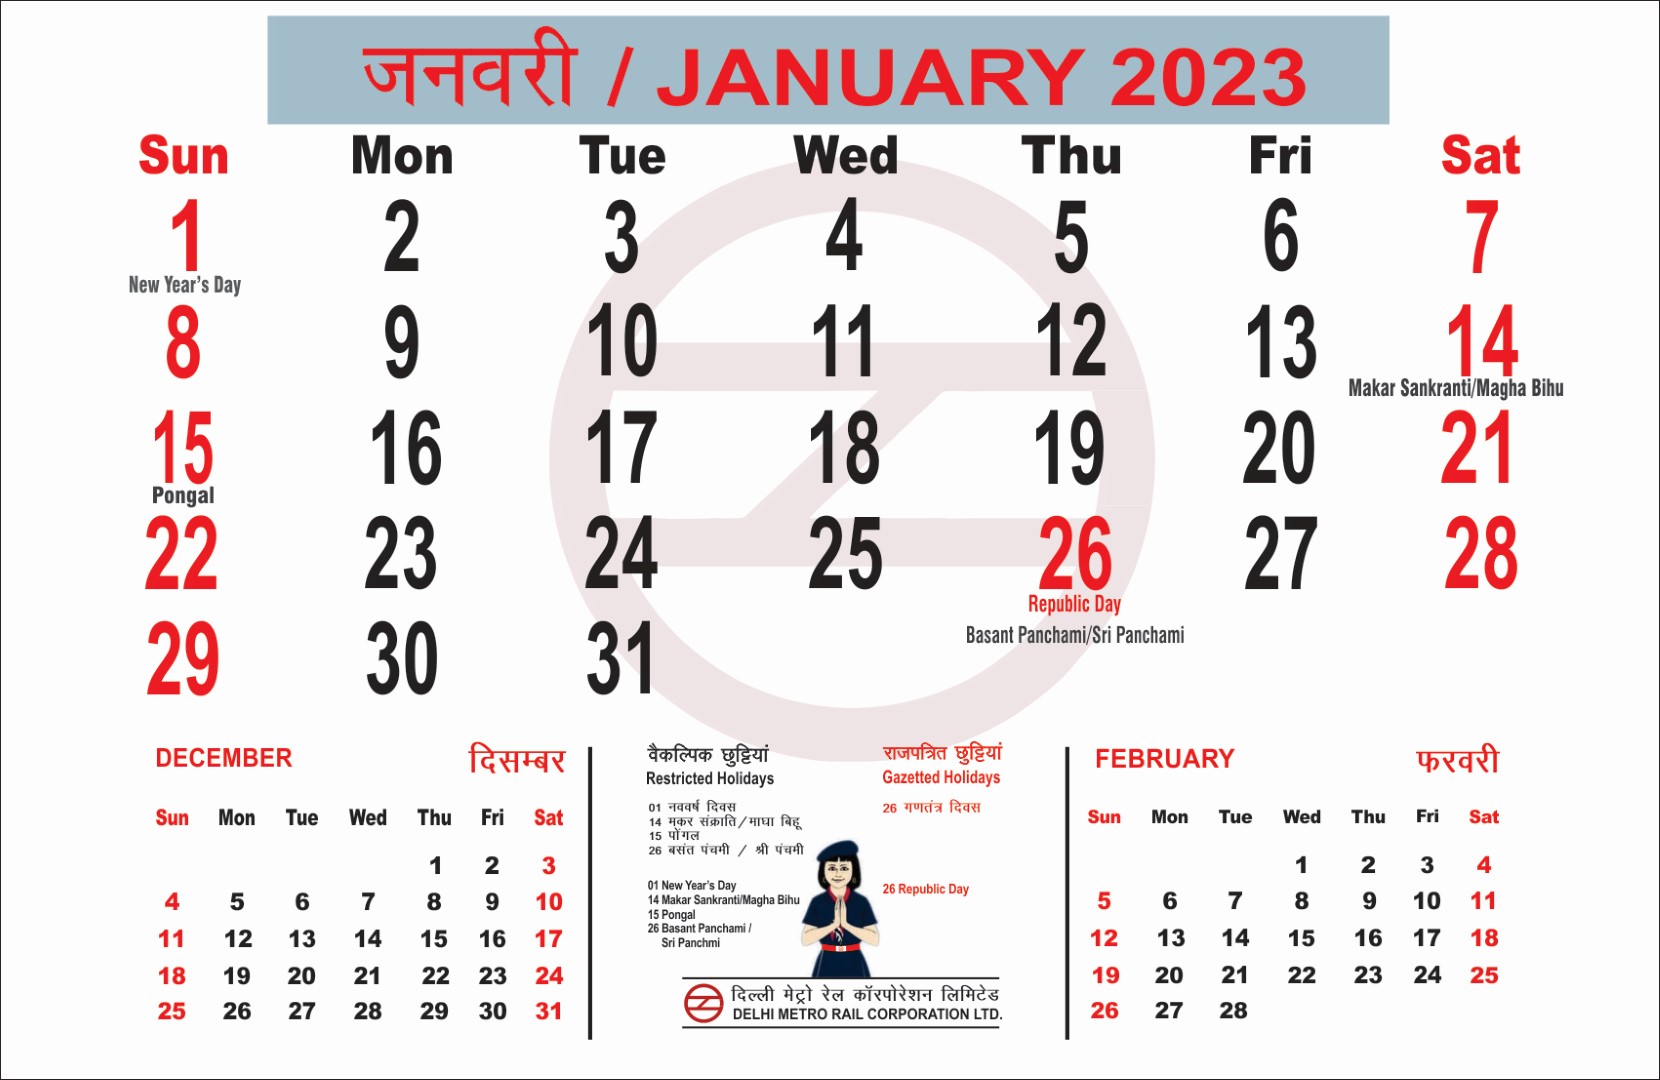 जनवरी / JANUARY 2023
Sun Mon Tue Wed Thu Fri Sat
1 2 3 4 5 6 7
New Year's Day
8 9 10 11 12 13 14
Makar Sankranti/Magha Bihu
15 16 17 18 19 20 21
Pongal
22 23 24 25 26 27 28
Republic Day
Basant Panchami/Sri Panchami
29 30 31
DECEMBER दिसम्बर
Sun Mon Tue Wed Thu Fri Sat
1 2 3
4 5 6 7 8 9 10
11 12 13 14 15 16 17
18 19 20 21 22 23 24
25 26 27 28 29 30 31
वैकल्पिक छुट्टियां
Restricted Holidays
01 नववर्ष दिवस
14 मकर संक्राति/माघा बिहू
15 पोंगल
26 बसंत पंचमी / श्री पंचमी
01 New Year's Day
14 Makar Sankranti/Magha Bihu
15 Pongal
26 Basant Panchami /
Sri Panchmi
राजपत्रित छुट्टियां
Gazetted Holidays
26 गणतंत्र दिवस
26 Republic Day
दिल्ली मेट्रो रेल कॉरपोरेशन लिमिटेड
DELHI METRO RAIL CORPORATION LTD.
FEBRUARY फरवरी
Sun Mon Tue Wed Thu Fri Sat
1 2 3 4
5 6 7 8 9 10 11
12 13 14 15 16 17 18
19 20 21 22 23 24 25
26 27 28